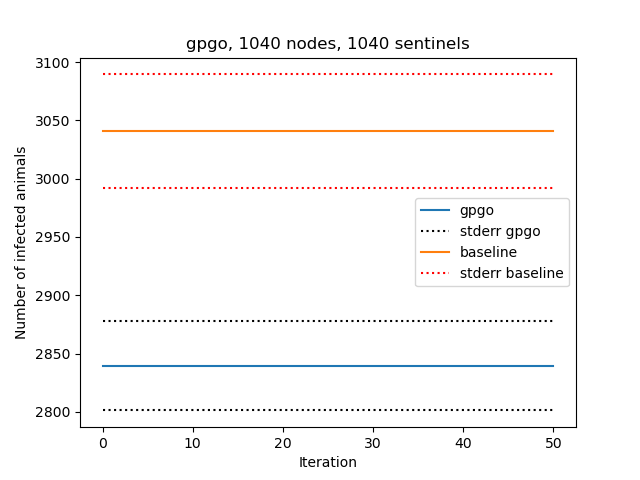 gpgo, 1040 nodes, 1040 sentinels
3100
3050
3000
2950
2900
2850
2800
Number of infected animals
gpgo
stderr gpgo
baseline
stderr baseline
0 10 20 30 40 50
Iteration